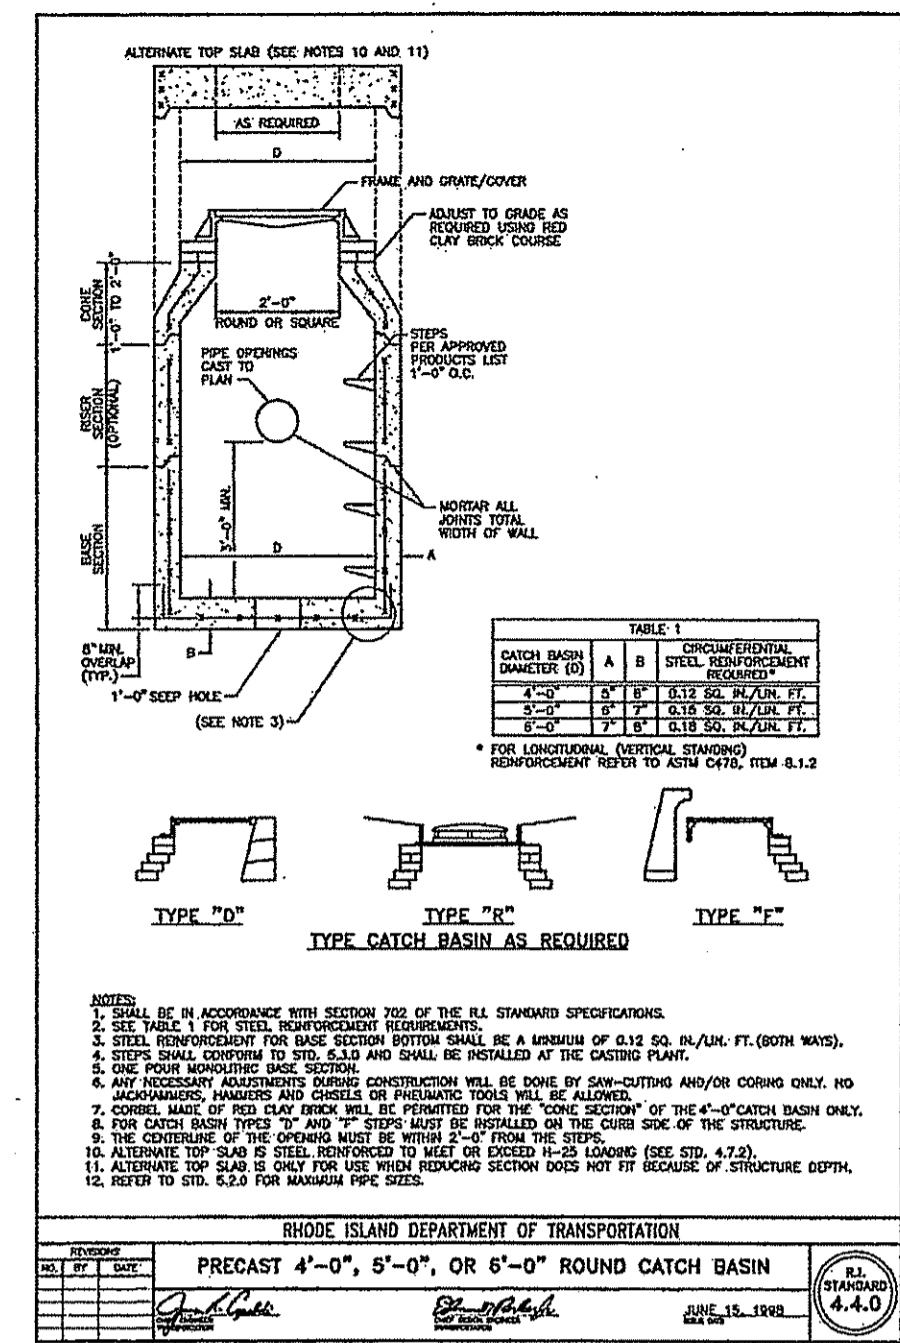 ALTERNATE TOP SLAB (SEE NOTES 10 AND 11)
AS REQUIRED
D
FRAME AND GRATE/COVER
ADJUST TO GRADE AS
REQUIRED USING RED
CLAY BRICK COURSE
CONE
SECTION
1'-0" TO 2'-0"
2'-0"
ROUND OR SQUARE
STEPS
PER APPROVED
PRODUCTS LIST
1'-0" O.C.
PIPE OPENINGS
CAST TO
PLAN
RISER
SECTION
(OPTIONAL)
MORTAR ALL
JOINTS TOTAL
WIDTH OF WALL
3'-0" MIN.
BASE
SECTION
D
A
B
8" MIN.
OVERLAP
(TYP.)
1'-0" SEEP HOLE
(SEE NOTE 3)
TABLE 1
CATCH BASIN DIAMETER (D) A B CIRCUMFERENTIAL STEEL REINFORCEMENT REQUIRED*
4'-0" 5" 6" 0.12 SQ. IN./LIN. FT.
5'-0" 6" 7" 0.15 SQ. IN./LIN. FT.
6'-0" 7" 8" 0.18 SQ. IN./LIN. FT.
* FOR LONGITUDINAL (VERTICAL STANDING)
REINFORCEMENT REFER TO ASTM C478, ITEM 8.1.2
TYPE "D"
TYPE "R"
TYPE "F"
TYPE CATCH BASIN AS REQUIRED
NOTES:
1. SHALL BE IN ACCORDANCE WITH SECTION 702 OF THE R.I. STANDARD SPECIFICATIONS.
2. SEE TABLE 1 FOR STEEL REINFORCEMENT REQUIREMENTS.
3. STEEL REINFORCEMENT FOR BASE SECTION BOTTOM SHALL BE A MINIMUM OF 0.12 SQ. IN./LIN. FT. (BOTH WAYS).
4. STEPS SHALL CONFORM TO STD. 5.3.0 AND SHALL BE INSTALLED AT THE CASTING PLANT.
5. ONE POUR MONOLITHIC BASE SECTION.
6. ANY NECESSARY ADJUSTMENTS DURING CONSTRUCTION WILL BE DONE BY SAW-CUTTING AND/OR CORING ONLY. NO
JACKHAMMERS, HAMMERS AND CHISELS OR PNEUMATIC TOOLS WILL BE ALLOWED.
7. CORBEL MADE OF RED CLAY BRICK WILL BE PERMITTED FOR THE "CONE SECTION" OF THE 4'-0" CATCH BASIN ONLY.
8. FOR CATCH BASIN TYPES "D" AND "F" STEPS MUST BE INSTALLED ON THE CURB SIDE OF THE STRUCTURE.
9. THE CENTERLINE OF THE OPENING MUST BE WITHIN 2'-0" FROM THE STEPS.
10. ALTERNATE TOP SLAB IS STEEL REINFORCED TO MEET OR EXCEED H-25 LOADING (SEE STD. 4.7.2).
11. ALTERNATE TOP SLAB IS ONLY FOR USE WHEN REDUCING SECTION DOES NOT FIT BECAUSE OF STRUCTURE DEPTH.
12. REFER TO STD. 5.2.0 FOR MAXIMUM PIPE SIZES.
RHODE ISLAND DEPARTMENT OF TRANSPORTATION
REVISIONS
NO. BY DATE
PRECAST 4'-0", 5'-0", OR 6'-0" ROUND CATCH BASIN
JUNE 15, 1998
R.I.
STANDARD
4.4.0